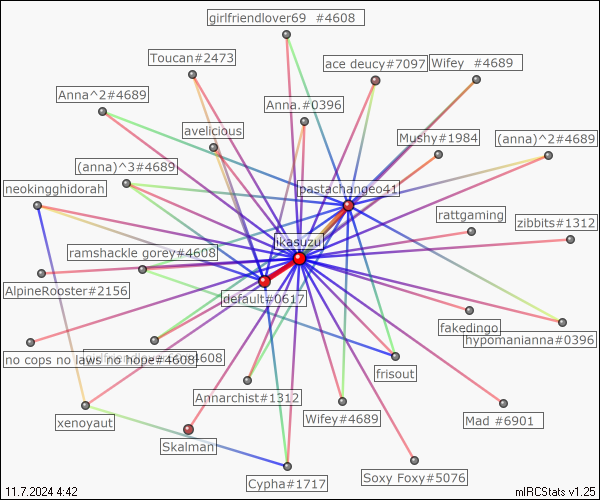 girlfriendlover69 #4608
Toucan#2473
ace deucy#7097
Wifey #4689
Anna^2#4689
Anna.#0396
avelicious
Mushy#1984
(anna)^2#4689
(anna)^3#4689
neokingghidorah
pastachangeo41
rattgaming
zibbits#1312
ikasuzu
ramshackle gorey#4608
AlpineRooster#2156
default#0617
fakedingo
hypomanianna#0396
no cops no laws no hope#4608
4608
frisout
Annarchist#1312
xenoyaut
Wifey#4689
Mad #6901
Skalman
Cypha#1717
Soxy Foxy#5076
11.7.2024 4:42
mIRCStats v1.25